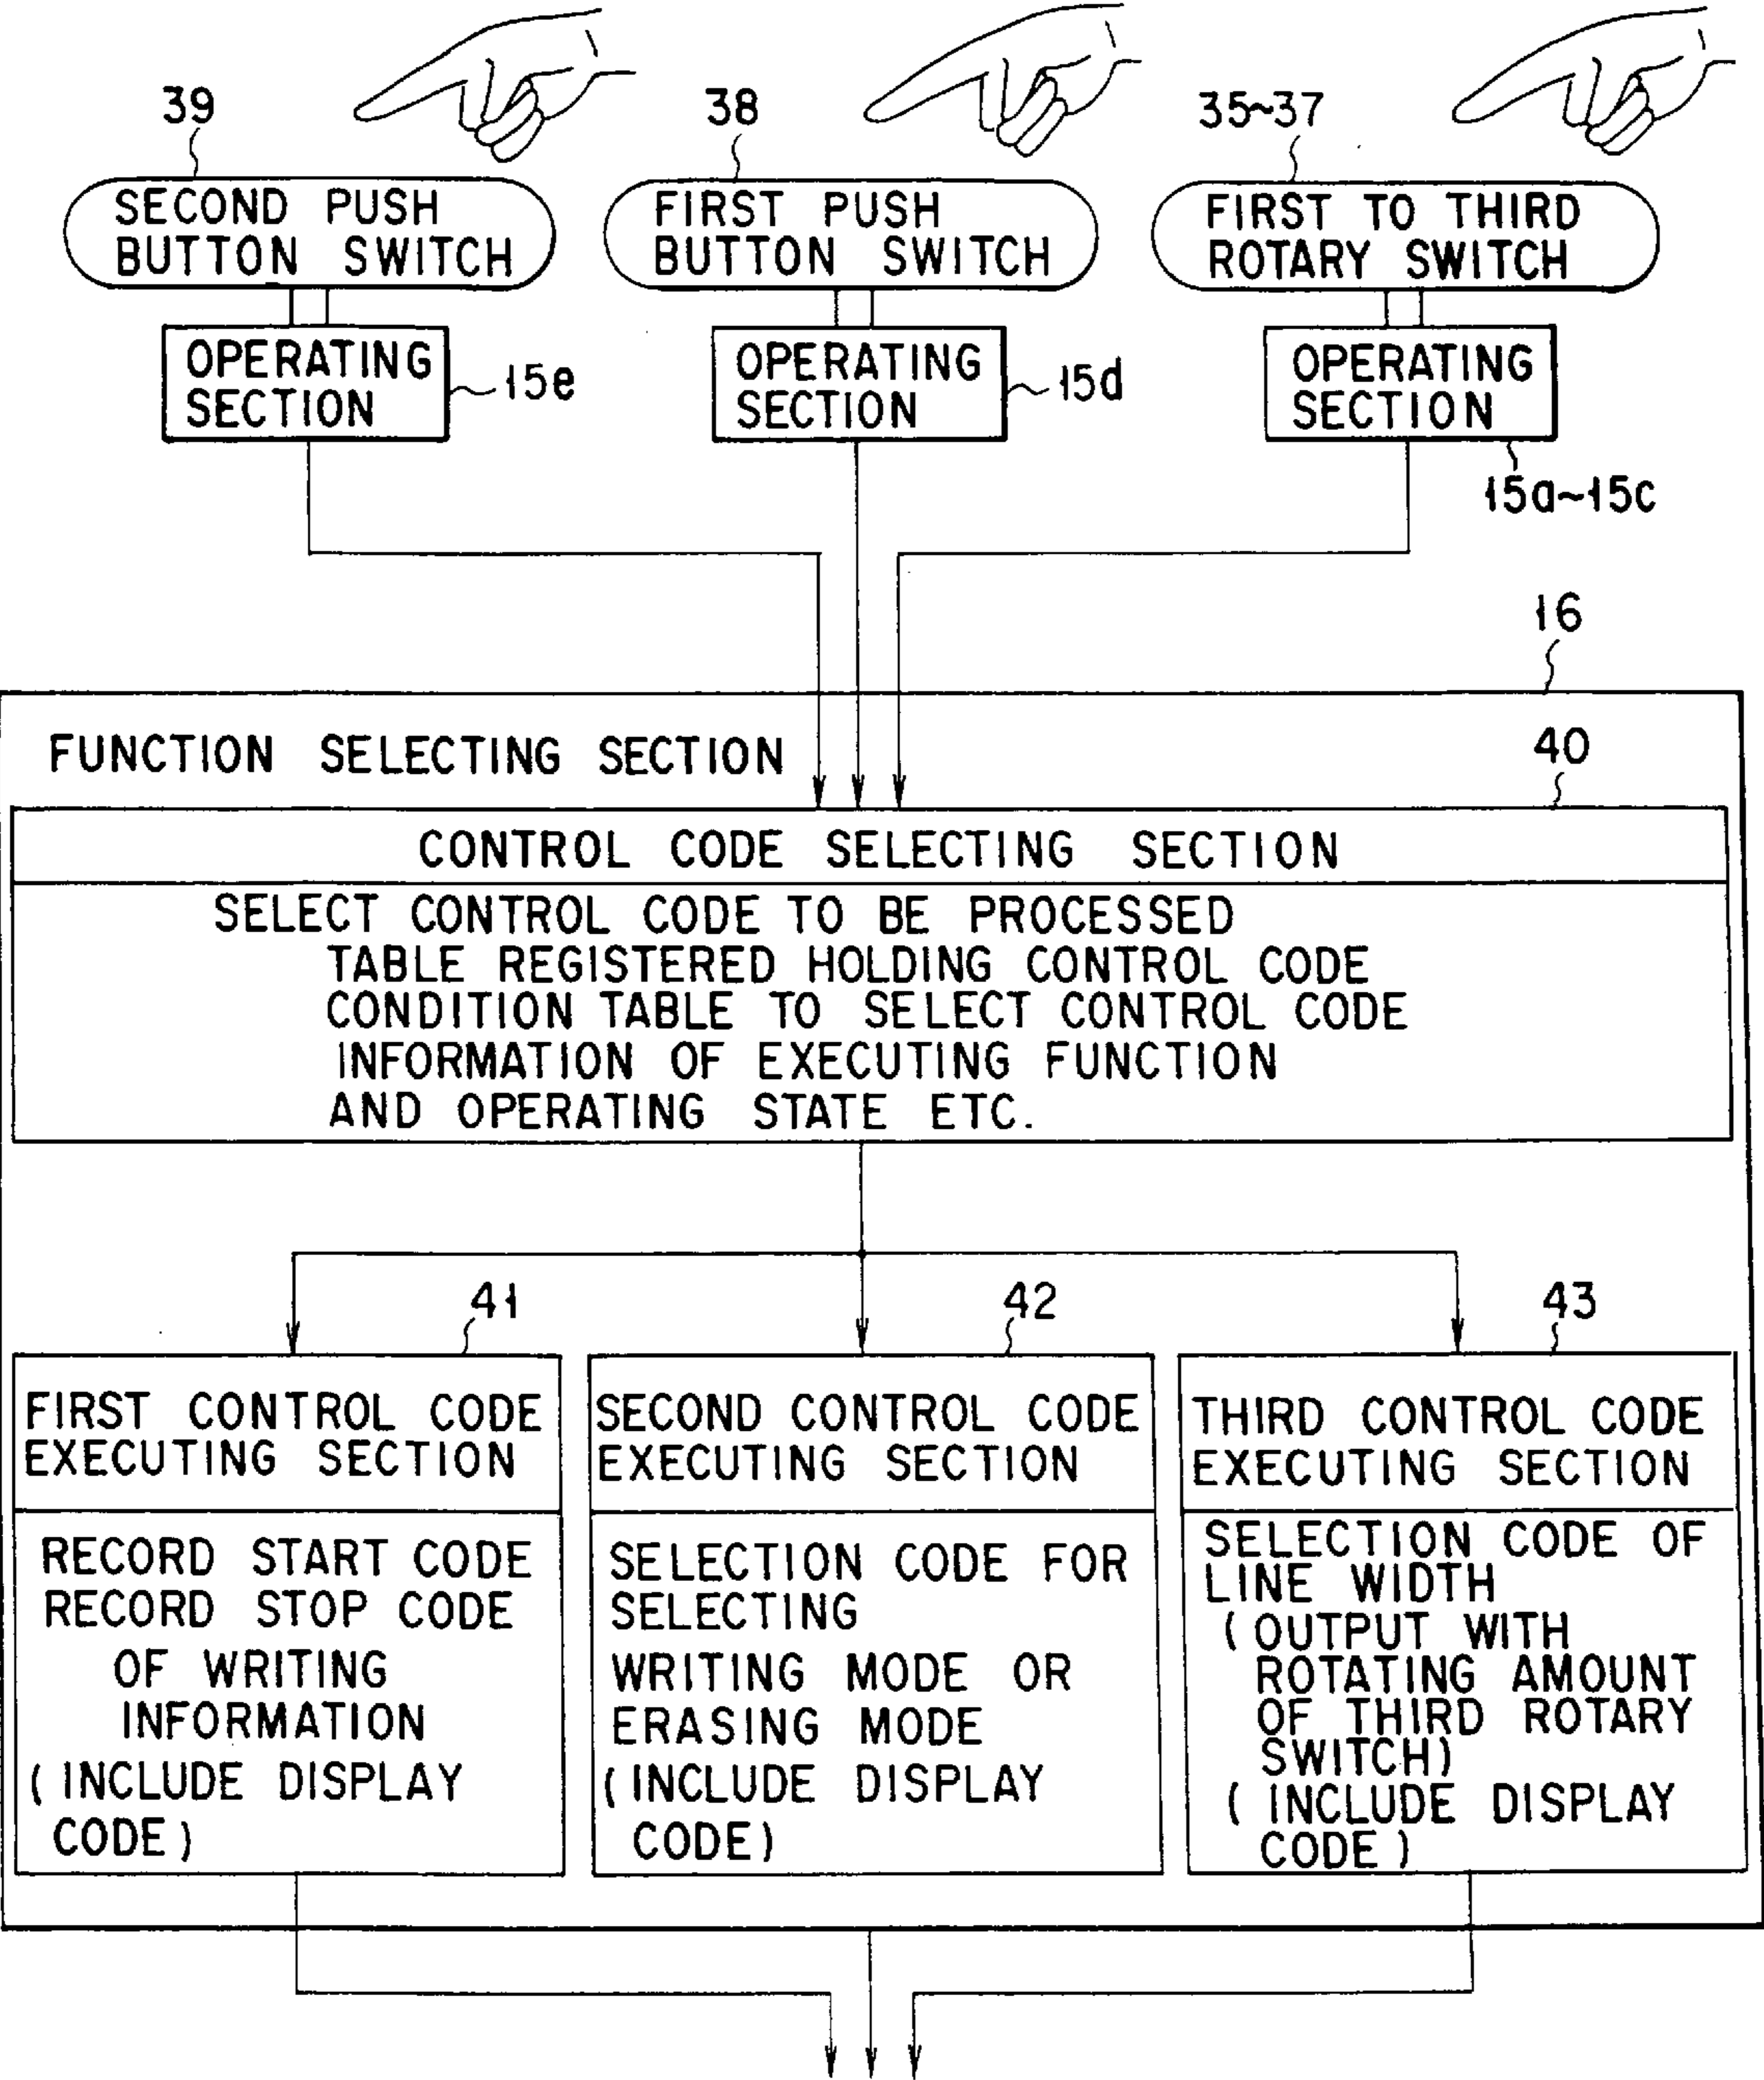 39
38
35~37
SECOND PUSH
BUTTON SWITCH
FIRST PUSH
BUTTON SWITCH
FIRST TO THIRD
ROTARY SWITCH
OPERATING
SECTION
15e
OPERATING
SECTION
15d
OPERATING
SECTION
15a~15c
16
FUNCTION SELECTING SECTION
40
CONTROL CODE SELECTING SECTION
SELECT CONTROL CODE TO BE PROCESSED
TABLE REGISTERED HOLDING CONTROL CODE
CONDITION TABLE TO SELECT CONTROL CODE
INFORMATION OF EXECUTING FUNCTION
AND OPERATING STATE ETC.
41
42
43
FIRST CONTROL CODE
EXECUTING SECTION
RECORD START CODE
RECORD STOP CODE
OF WRITING
INFORMATION
(INCLUDE DISPLAY
CODE)
SECOND CONTROL CODE
EXECUTING SECTION
SELECTION CODE FOR
SELECTING
WRITING MODE OR
ERASING MODE
(INCLUDE DISPLAY
CODE)
THIRD CONTROL CODE
EXECUTING SECTION
SELECTION CODE OF
LINE WIDTH
(OUTPUT WITH
ROTATING AMOUNT
OF THIRD ROTARY
SWITCH)
(INCLUDE DISPLAY
CODE)